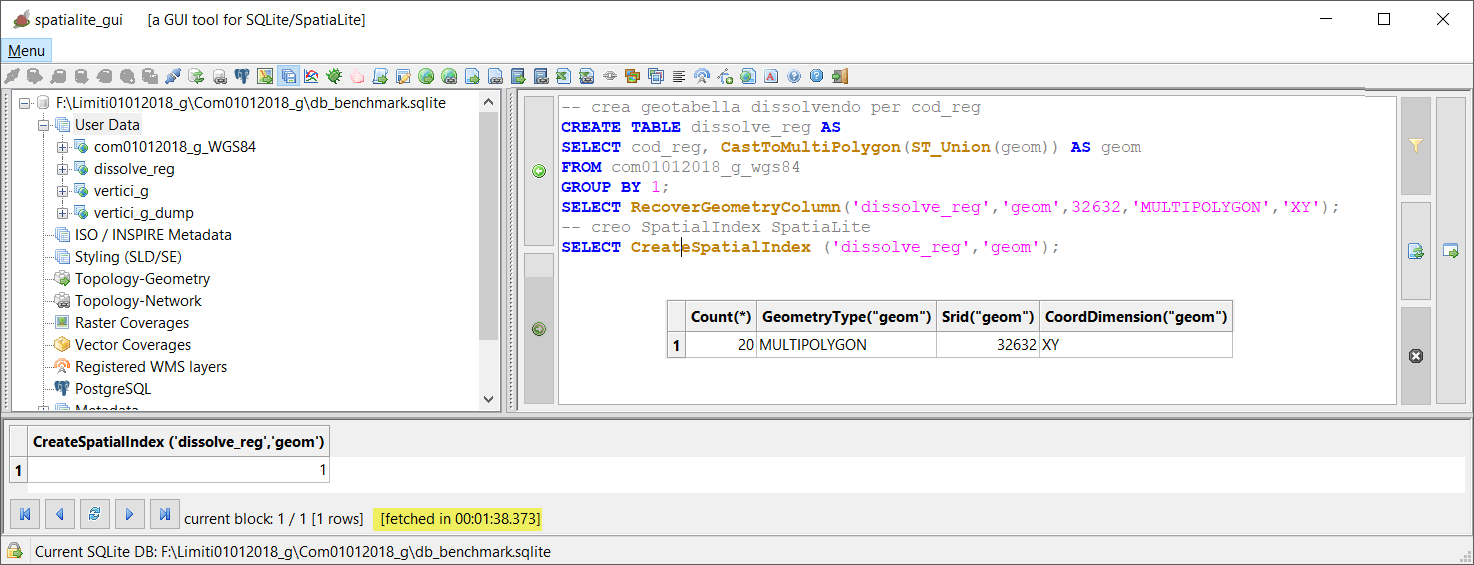 spatialite_gui [a GUI tool for SQLite/SpatiaLite]
Menu
F:\Limiti01012018_g\Com01012018_g\db_benchmark.sqlite
User Data
com01012018_g_WGS84
dissolve_reg
vertici_g
vertici_g_dump
ISO / INSPIRE Metadata
Styling (SLD/SE)
Topology-Geometry
Topology-Network
Raster Coverages
Vector Coverages
Registered WMS layers
PostgreSQL
Metadata
-- crea geotabella dissolvendo per cod_reg
CREATE TABLE dissolve_reg AS
SELECT cod_reg, CastToMultiPolygon(ST_Union(geom)) AS geom
FROM com01012018_g_wgs84
GROUP BY 1;
SELECT RecoverGeometryColumn('dissolve_reg','geom',32632,'MULTIPOLYGON','XY');
-- creo SpatialIndex SpatiaLite
SELECT CreateSpatialIndex ('dissolve_reg','geom');
Count(*) GeometryType("geom") Srid("geom") CoordDimension("geom")
1 20 MULTIPOLYGON 32632 XY
CreateSpatialIndex ('dissolve_reg','geom')
1 1
current block: 1 / 1 [1 rows] [fetched in 00:01:38.373]
Current SQLite DB: F:\Limiti01012018_g\Com01012018_g\db_benchmark.sqlite